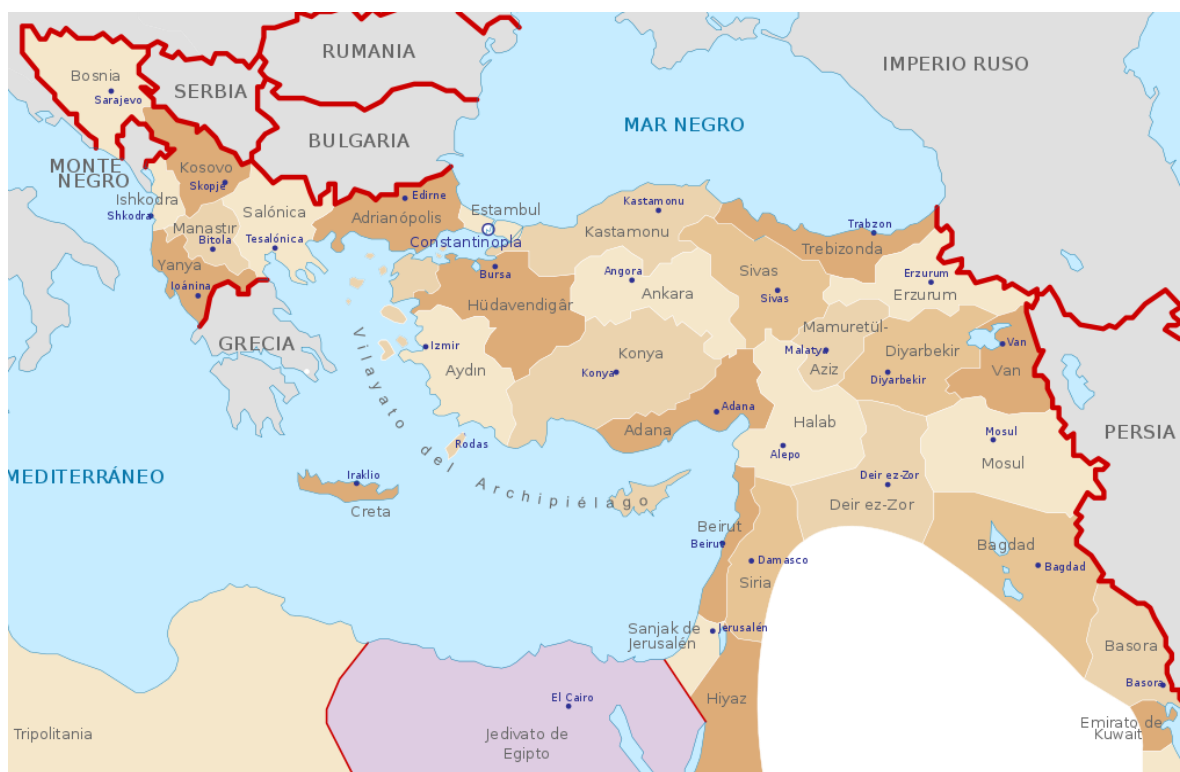 RUMANIA
IMPERIO RUSO
Bosnia
Sarajevo
SERBIA
MAR NEGRO
BULGARIA
MONTE
NEGRO
Kosovo
Skopje
Ishkodra
Shkodra
Salónica
Manastır
Bitola
Tesalónica
Edirne
Adrianópolis
Estambul
Constantinopla
Kastamonu
Kastamonu
Trabzon
Trebizonda
Yanya
Ioánina
Bursa
Hüdavendigâr
Angora
Ankara
Sivas
Sivas
Erzurum
Erzurum
GRECIA
Izmir
Aydın
Konya
Konya
Mamuretül-
Aziz
Malatya
Diyarbekir
Diyarbekir
Van
Van
Vilayato del Archipiélago
Rodas
Adana
Adana
Halab
Alepo
Mosul
Mosul
PERSIA
MEDITERRÁNEO
Iraklio
Creta
Deir ez-Zor
Deir ez-Zor
Beirut
Beirut
Damasco
Siria
Bagdad
Bagdad
Sanjak de
Jerusalén
Jerusalén
Basora
Basora
El Cairo
Hiyaz
Tripolitania
Jedivato de
Egipto
Emirato de
Kuwait